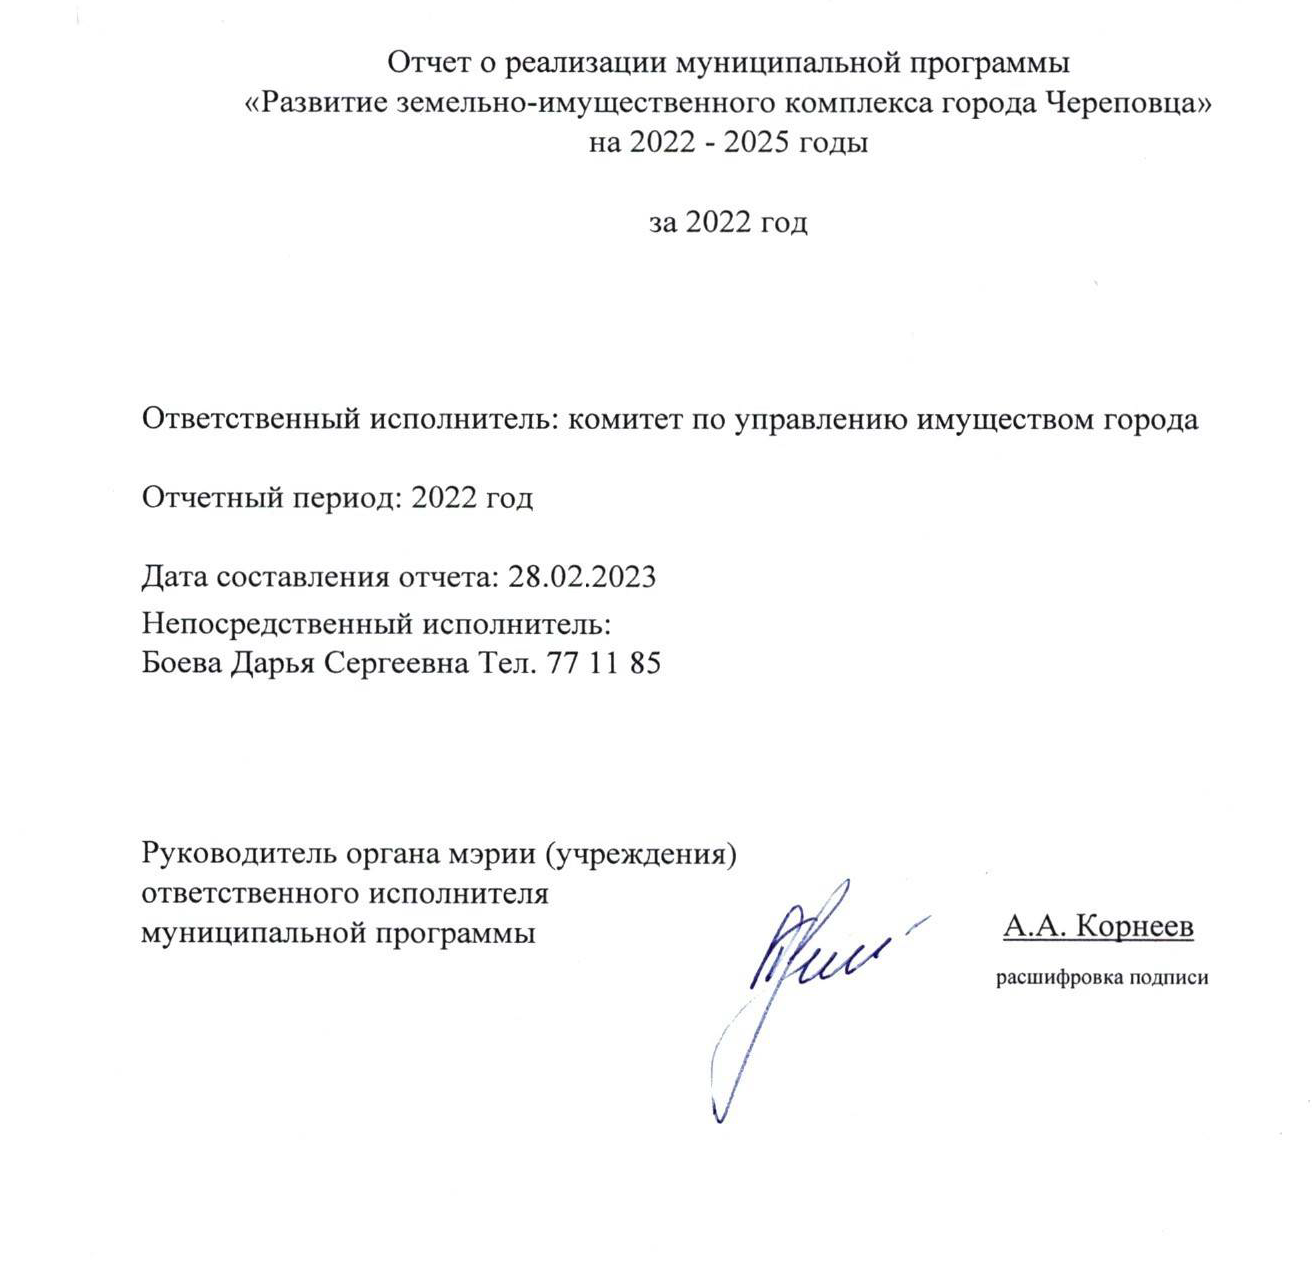 Отчет о реализации муниципальной программы
«Развитие земельно-имущественного комплекса города Череповца»
на 2022 - 2025 годы
за 2022 год
Ответственный исполнитель: комитет по управлению имуществом города
Отчетный период: 2022 год
Дата составления отчета: 28.02.2023
Непосредственный исполнитель:
Боева Дарья Сергеевна Тел. 77 11 85
Руководитель органа мэрии (учреждения)
ответственного исполнителя
муниципальной программы
А.А. Корнеев
расшифровка подписи